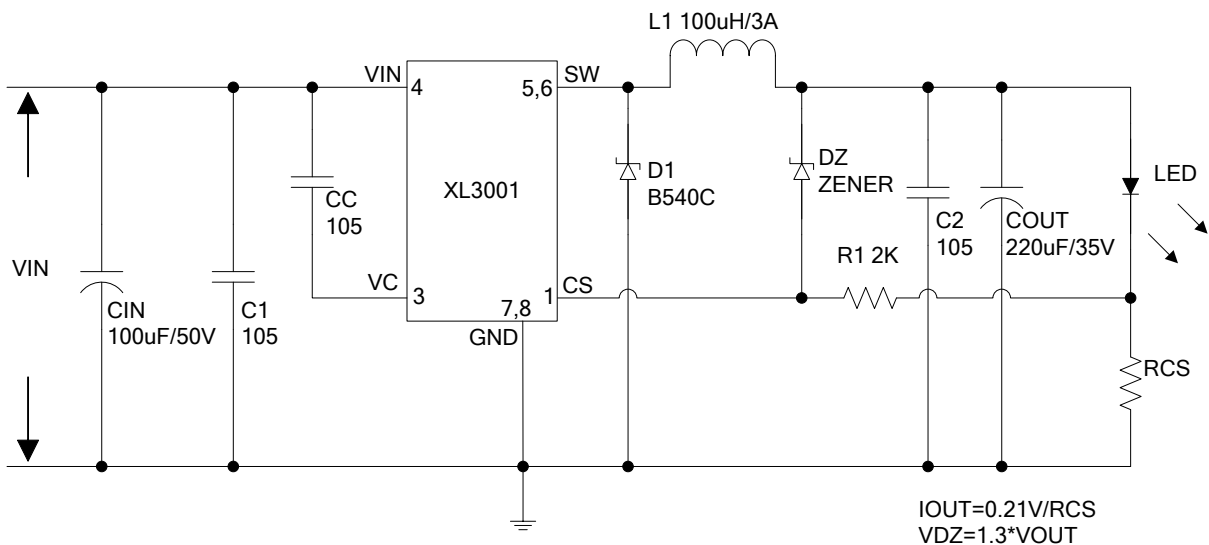 L1 100uH/3A
VIN
4
5,6
SW
XL3001
CC
105
VC
3
7,8
GND
1
CS
D1
B540C
DZ
ZENER
R1 2K
C2
105
COUT
220uF/35V
LED
VIN
CIN
100uF/50V
C1
105
RCS
IOUT=0.21V/RCS
VDZ=1.3*VOUT